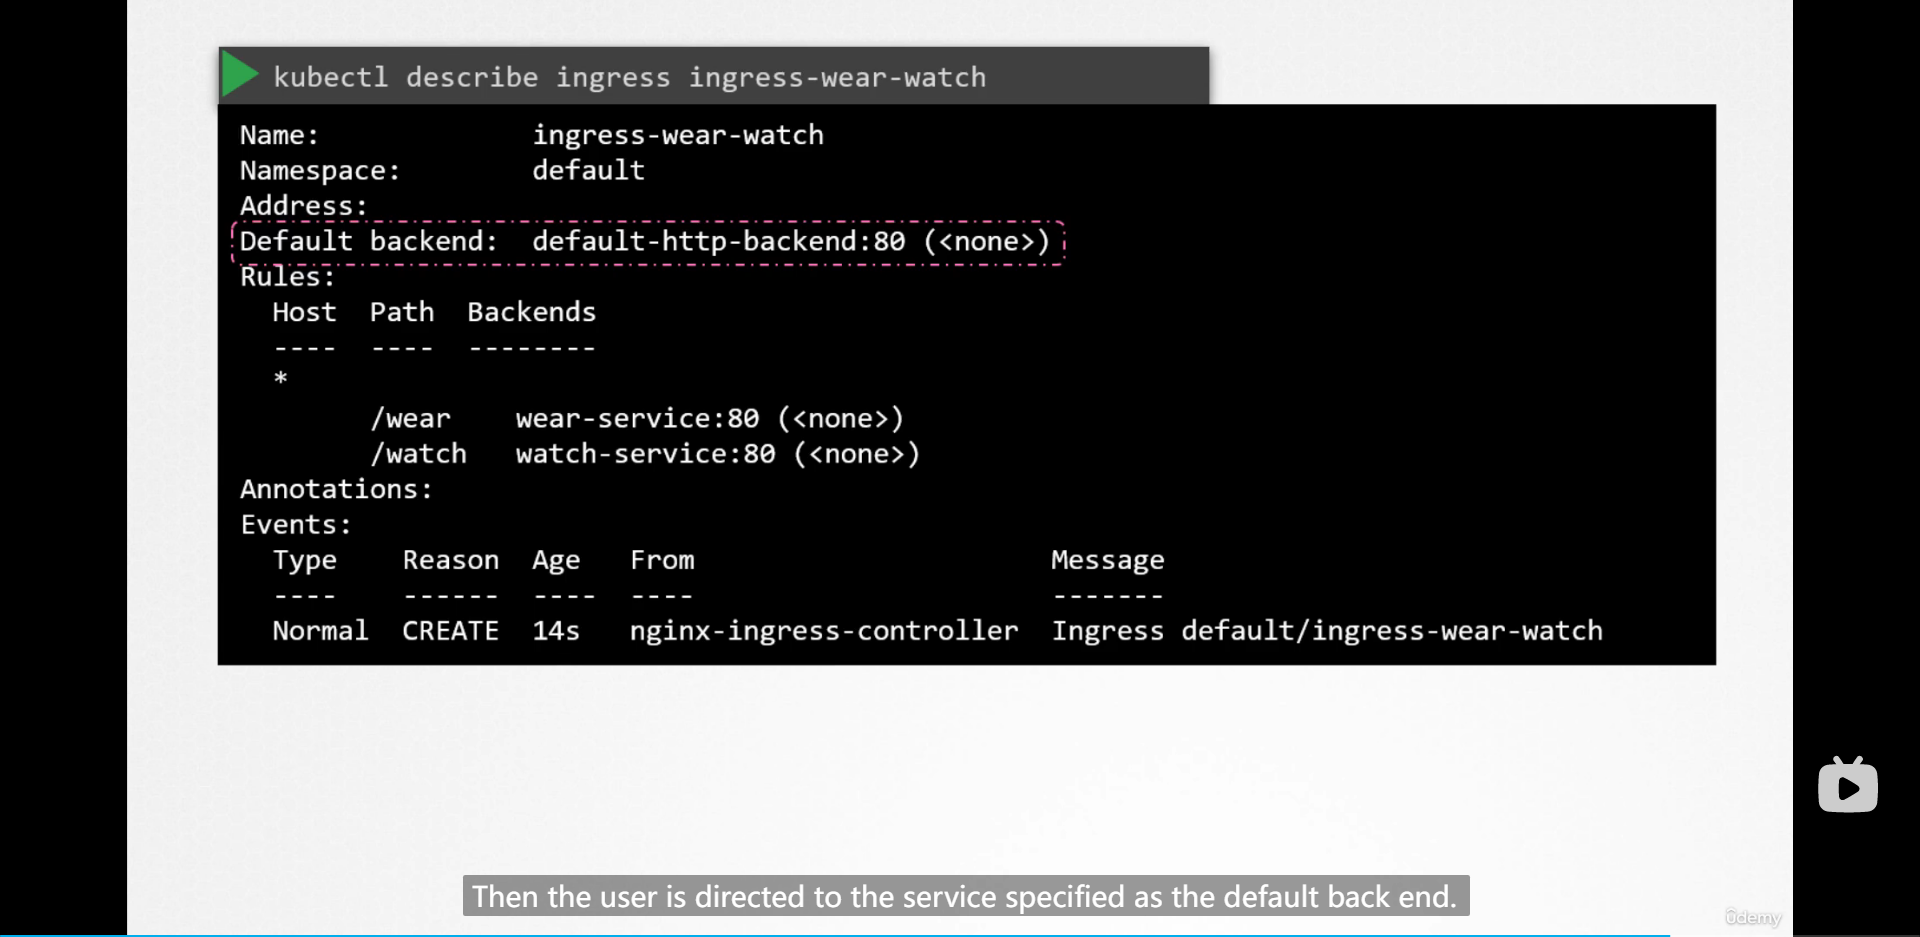 kubectl describe ingress ingress-wear-watch
Name:             ingress-wear-watch
Namespace:        default
Address:
Default backend:  default-http-backend:80 (<none>)
Rules:
  Host  Path  Backends
  ----  ----  --------
  *
        /wear    wear-service:80 (<none>)
        /watch   watch-service:80 (<none>)
Annotations:
Events:
  Type    Reason  Age   From                      Message
  ----    ------  ----  ----                      -------
  Normal  CREATE  14s   nginx-ingress-controller  Ingress default/ingress-wear-watch
Then the user is directed to the service specified as the default back end.
ûdemy